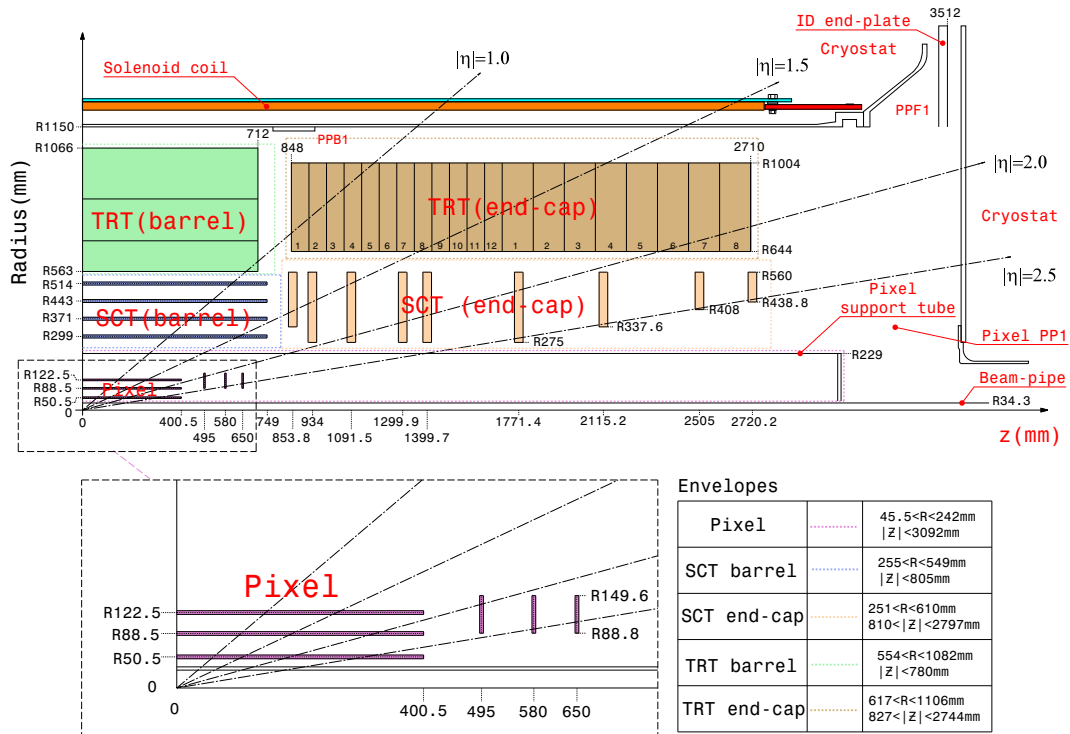 3512
ID end-plate
Cryostat
|η|=1.0
|η|=1.5
Solenoid coil
PPF1
R1150
712
PPB1
R1066
848
2710
R1004
|η|=2.0
TRT(barrel)
TRT(end-cap)
Cryostat
Radius(mm)
1 2 3 4 5 6 7 8 9 10 11 12 1 2 3 4 5 6 7 8
R644
R563
R560
|η|=2.5
R514
R443
R438.8
R408
Pixel
support tube
SCT(barrel)
SCT (end-cap)
R371
R337.6
R299
R275
Pixel PP1
R229
R122.5
Pixel
R88.5
R50.5
Beam-pipe
R34.3
0
0
400.5
495
580
650
749
853.8
934
1091.5
1299.9
1399.7
1771.4
2115.2
2505
2720.2
z(mm)
Pixel
R122.5
R88.5
R50.5
0
R149.6
R88.8
0
400.5
495
580
650
Envelopes
Pixel
45.5<R<242mm
|Z|<3092mm
SCT barrel
255<R<549mm
|Z|<805mm
SCT end-cap
251<R<610mm
810<|Z|<2797mm
TRT barrel
554<R<1082mm
|Z|<780mm
TRT end-cap
617<R<1106mm
827<|Z|<2744mm